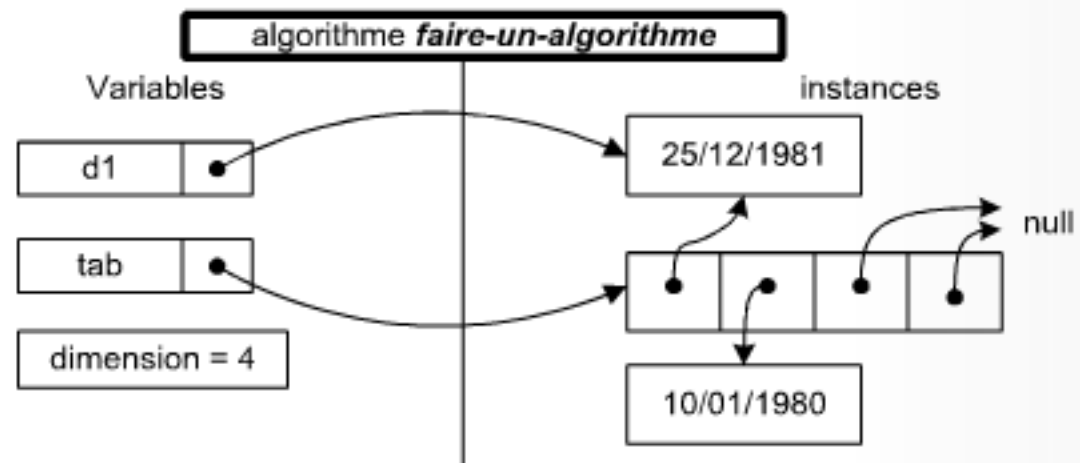 algorithme faire-un-algorithme
Variables
instances
d1
25/12/1981
null
tab
dimension = 4
10/01/1980